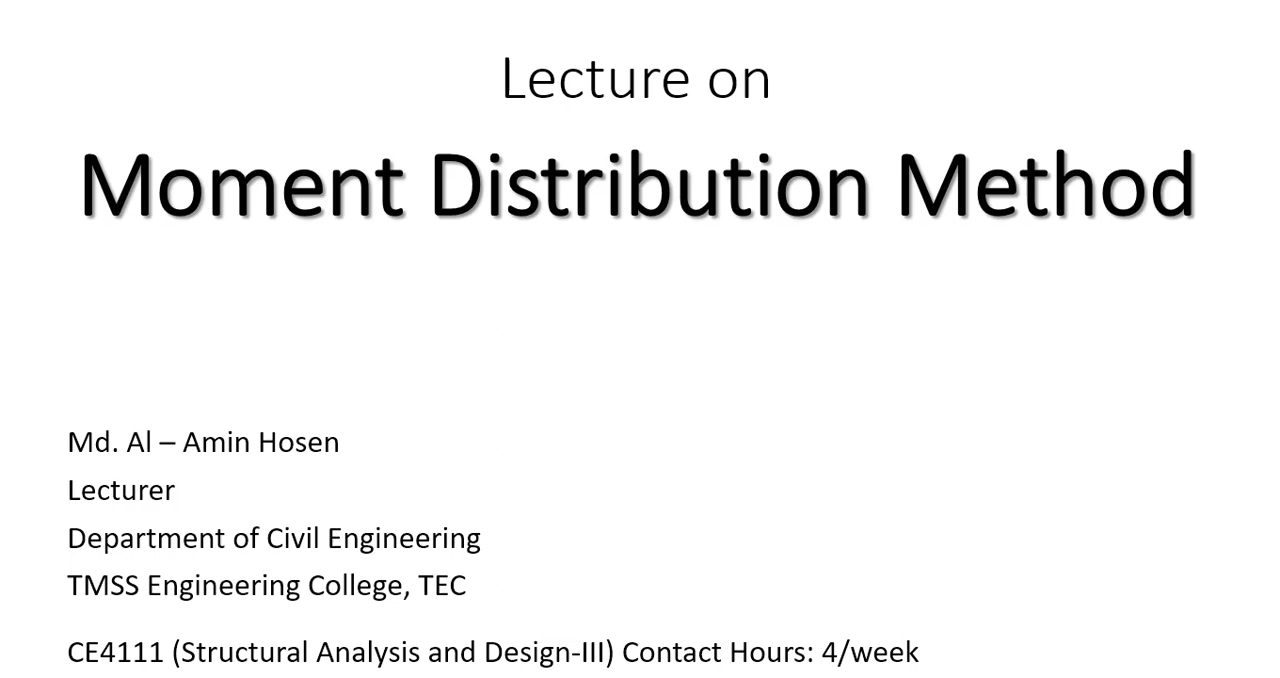 Lecture on
Moment Distribution Method
Md. Al – Amin Hosen
Lecturer
Department of Civil Engineering
TMSS Engineering College, TEC
CE4111 (Structural Analysis and Design-III) Contact Hours: 4/week